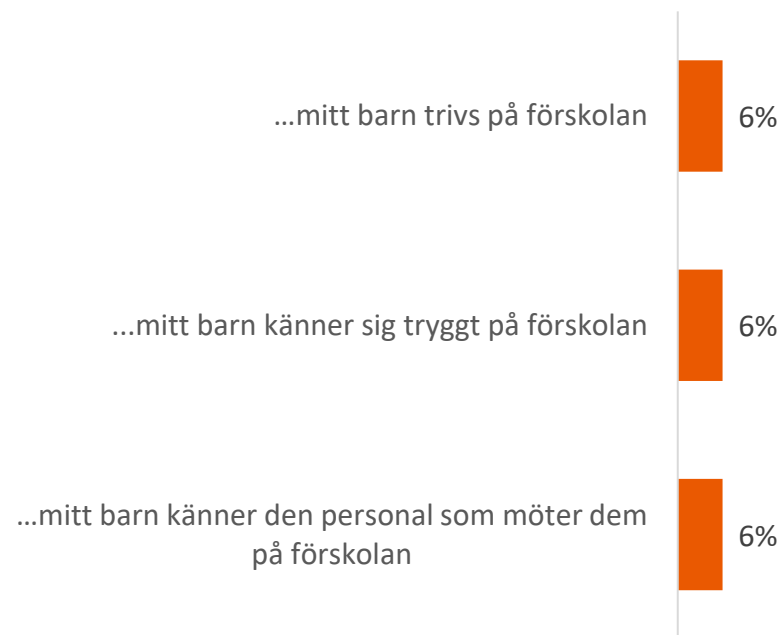 …mitt barn trivs på förskolan
6%
…mitt barn känner sig tryggt på förskolan
6%
…mitt barn känner den personal som möter dem
på förskolan
6%